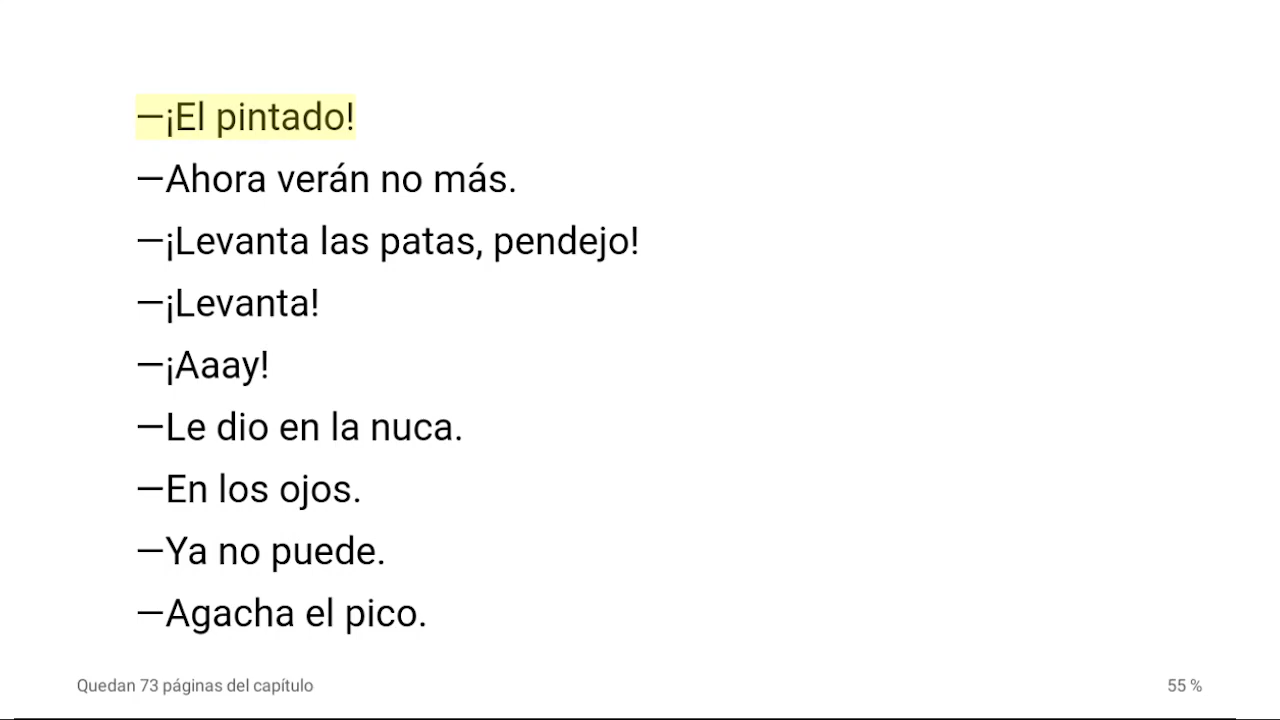 —¡El pintado!
—Ahora verán no más.
—¡Levanta las patas, pendejo!
—¡Levanta!
—¡Aaay!
—Le dio en la nuca.
—En los ojos.
—Ya no puede.
—Agacha el pico.
Quedan 73 páginas del capítulo
55 %